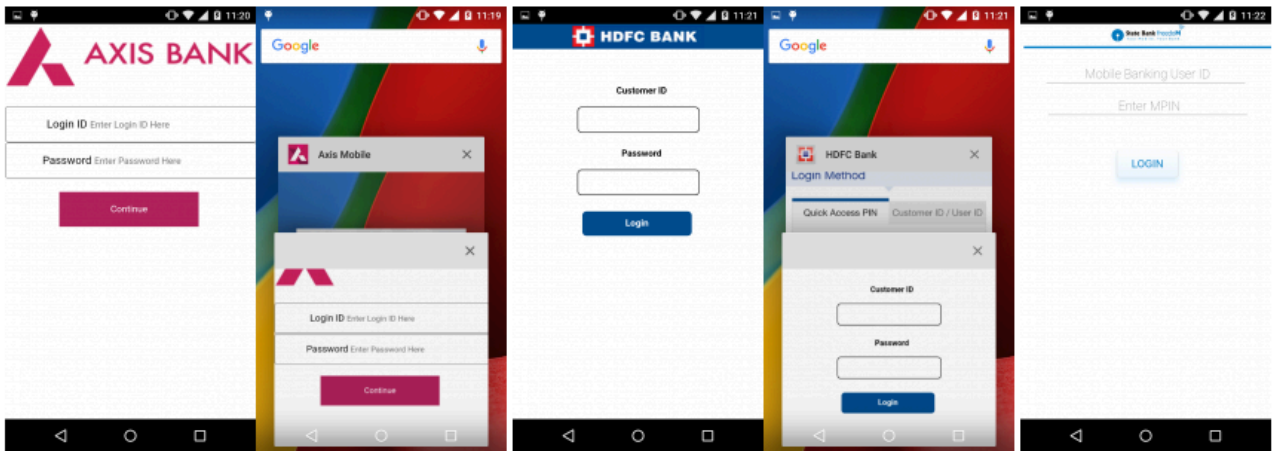 11:20
AXIS BANK
Login ID Enter Login ID Here
Password Enter Password Here
Continue
11:19
Google
Axis Mobile
Login ID Enter Login ID Here
Password Enter Password Here
Continue
11:21
HDFC BANK
Customer ID
Password
Login
11:21
Google
HDFC Bank
Login Method
Quick Access PIN
Customer ID / User ID
Customer ID
Password
Login
11:22
State Bank FreedoM
Mobile Banking User ID
Enter MPIN
LOGIN